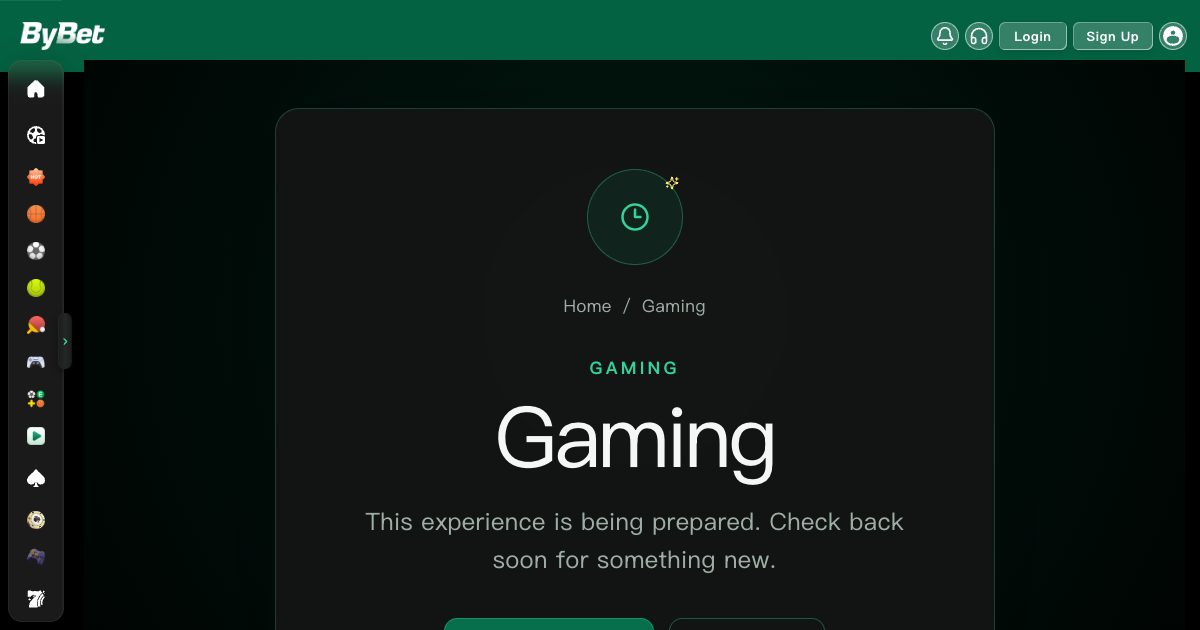 ByBet
Login
Sign Up
HOT
Home / Gaming
GAMING
Gaming
This experience is being prepared. Check back
soon for something new.